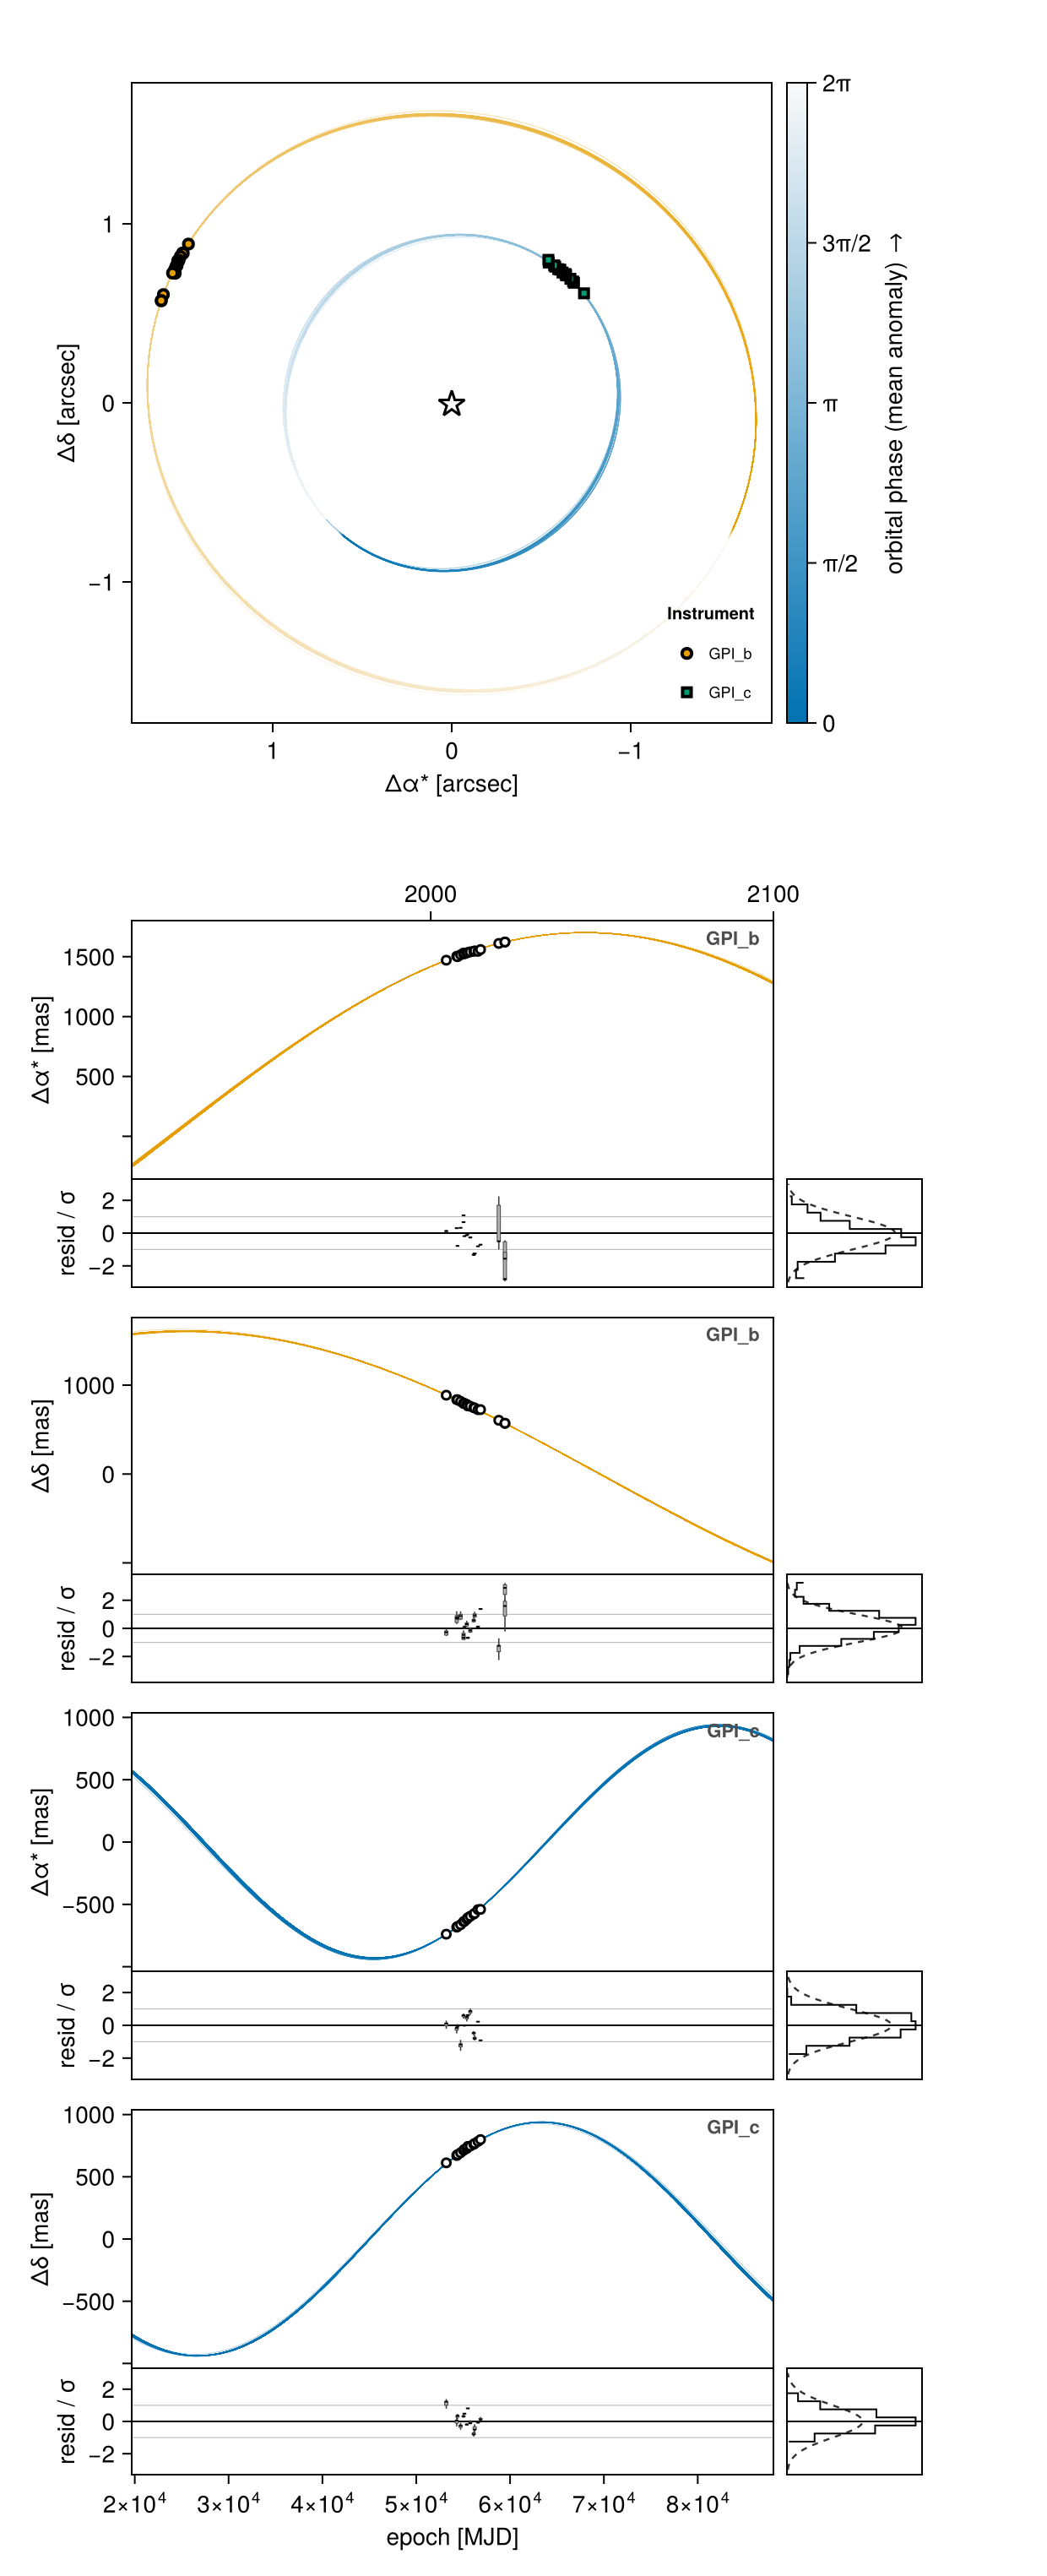 2π
3π/2
π
π/2
0
orbital phase (mean anomaly) →
1
0
−1
Δδ [arcsec]
1
0
−1
Δα* [arcsec]
Instrument
GPI_b
GPI_c
2000
2100
GPI_b
1500
1000
500
Δα* [mas]
2
0
−2
resid / σ
GPI_b
1000
0
Δδ [mas]
2
0
−2
resid / σ
GPI_c
1000
500
0
−500
Δα* [mas]
2
0
−2
resid / σ
GPI_c
1000
500
0
−500
Δδ [mas]
2
0
−2
resid / σ
2×10⁴
3×10⁴
4×10⁴
5×10⁴
6×10⁴
7×10⁴
8×10⁴
epoch [MJD]